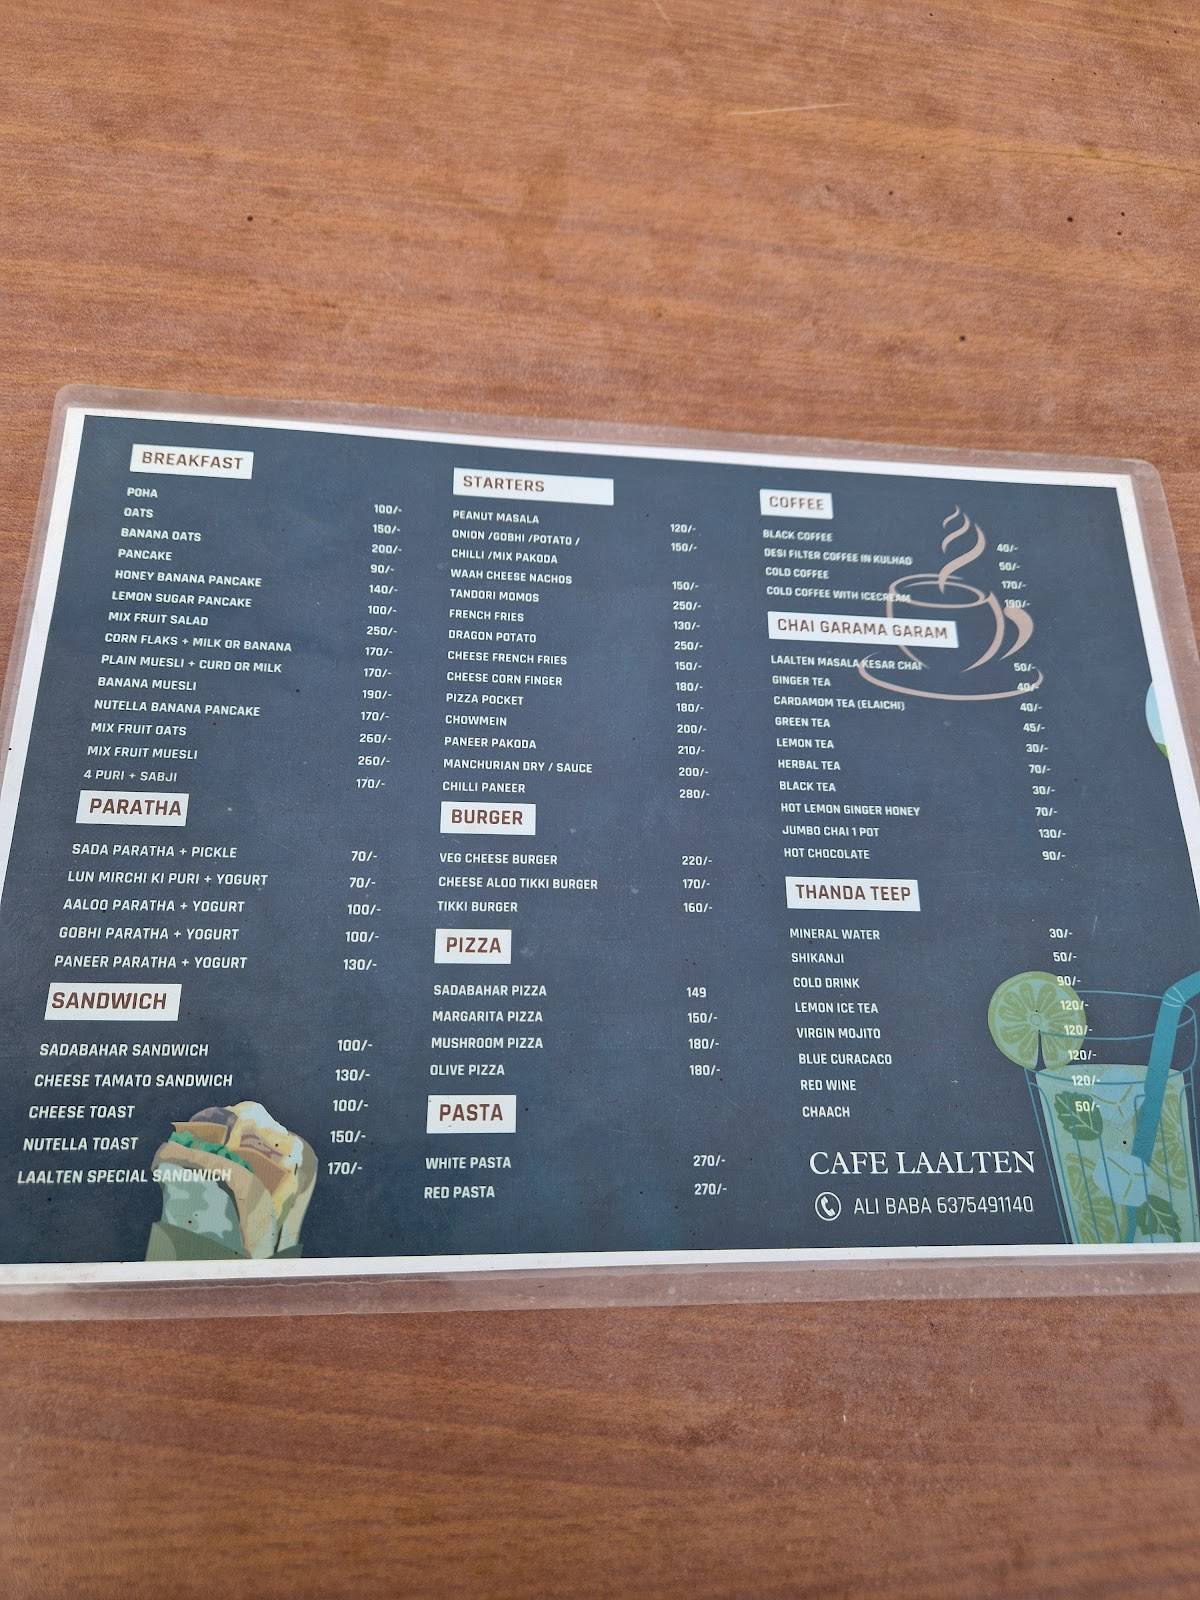 BREAKFAST
POHA 100/-
OATS 150/-
BANANA OATS 200/-
PANCAKE 90/-
HONEY BANANA PANCAKE 140/-
LEMON SUGAR PANCAKE 100/-
MIX FRUIT SALAD 250/-
CORN FLAKS + MILK OR BANANA 170/-
PLAIN MUESLI + CURD OR MILK 170/-
BANANA MUESLI 190/-
NUTELLA BANANA PANCAKE 170/-
MIX FRUIT OATS 260/-
MIX FRUIT MUESLI 260/-
4 PURI + SABJI 170/-
PARATHA
SADA PARATHA + PICKLE 70/-
LUN MIRCHI KI PURI + YOGURT 70/-
AALOO PARATHA + YOGURT 100/-
GOBHI PARATHA + YOGURT 100/-
PANEER PARATHA + YOGURT 130/-
SANDWICH
SADABAHAR SANDWICH 100/-
CHEESE TAMATO SANDWICH 130/-
CHEESE TOAST 100/-
NUTELLA TOAST 150/-
LAALTEN SPECIAL SANDWICH 170/-
STARTERS
PEANUT MASALA 120/-
ONION /GOBHI /POTATO / 150/-
CHILLI /MIX PAKODA
WAAH CHEESE NACHOS 150/-
TANDORI MOMOS 250/-
FRENCH FRIES 130/-
DRAGON POTATO 250/-
CHEESE FRENCH FRIES 150/-
CHEESE CORN FINGER 180/-
PIZZA POCKET 180/-
CHOWMEIN 200/-
PANEER PAKODA 210/-
MANCHURIAN DRY / SAUCE 200/-
CHILLI PANEER 280/-
BURGER
VEG CHEESE BURGER 220/-
CHEESE ALOO TIKKI BURGER 170/-
TIKKI BURGER 160/-
PIZZA
SADABAHAR PIZZA 149
MARGARITA PIZZA 150/-
MUSHROOM PIZZA 180/-
OLIVE PIZZA 180/-
PASTA
WHITE PASTA 270/-
RED PASTA 270/-
COFFEE
BLACK COFFEE 40/-
DESI FILTER COFFEE IN KULHAD 50/-
COLD COFFEE 170/-
COLD COFFEE WITH ICECREAM 190/-
CHAI GARAMA GARAM
LAALTEN MASALA KESAR CHAI 50/-
GINGER TEA 40/-
CARDAMOM TEA (ELAICHI) 40/-
GREEN TEA 45/-
LEMON TEA 30/-
HERBAL TEA 70/-
BLACK TEA 30/-
HOT LEMON GINGER HONEY 70/-
JUMBO CHAI 1 POT 130/-
HOT CHOCOLATE 90/-
THANDA TEEP
MINERAL WATER 30/-
SHIKANJI 50/-
COLD DRINK 90/-
LEMON ICE TEA 120/-
VIRGIN MOJITO 120/-
BLUE CURACACO 120/-
RED WINE 120/-
CHAACH 50/-
CAFE LAALTEN
ALI BABA 6375491140